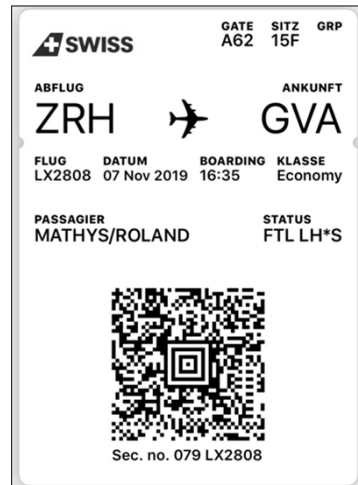 SWISS
GATE SITZ GRP
A62 15F
ABFLUG ANKUNFT
ZRH GVA
FLUG DATUM BOARDING KLASSE
LX2808 07 Nov 2019 16:35 Economy
PASSAGIER STATUS
MATHYS/ROLAND FTL LH*S
Sec. no. 079 LX2808